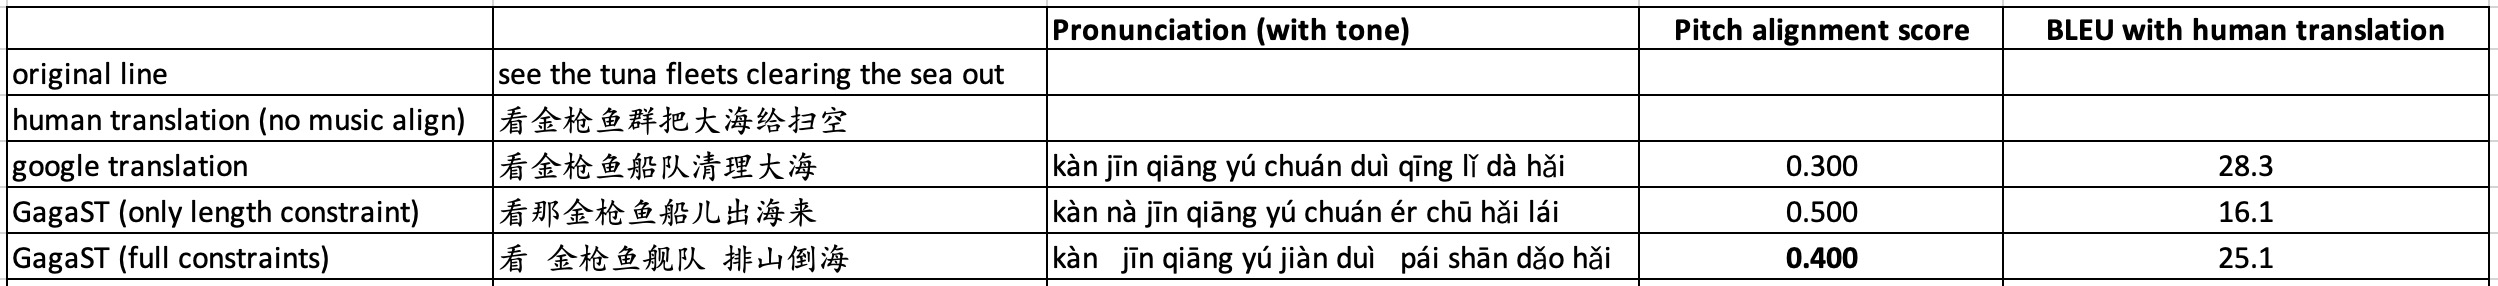 Pronunciation (with tone) Pitch alignment score BLEU with human translation
original line see the tuna fleets clearing the sea out
human translation (no music align) 看金枪鱼群把大海给扫空
google translation 看金枪鱼船队清理大海 kàn jīn qiāng yú chuán duì qīng lǐ dà hǎi 0.300 28.3
GagaST (only length constraint) 看那金枪鱼船儿出海来 kàn nà jīn qiāng yú chuán ér chū hǎi lái 0.500 16.1
GagaST (full constraints) 看 金枪鱼舰队 排山倒海 kàn jīn qiāng yú jiàn duì pái shān dǎo hǎi 0.400 25.1